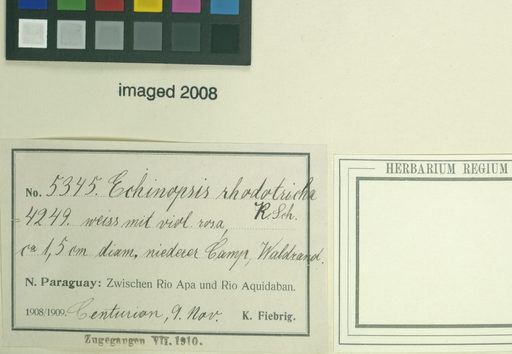 imaged 2008
No. 5345. Echinopsis rhodotricha
K. Sch.
4249. weiss mit viol. rosa,
ca 1,5 cm diam, niederer Camp, Waldrand.
N. Paraguay: Zwischen Rio Apa und Rio Aquidaban.
1908/1909. Centurion, 9. Nov. K. Fiebrig.
Zugegangen VII. 1910.
HERBARIUM REGIUM